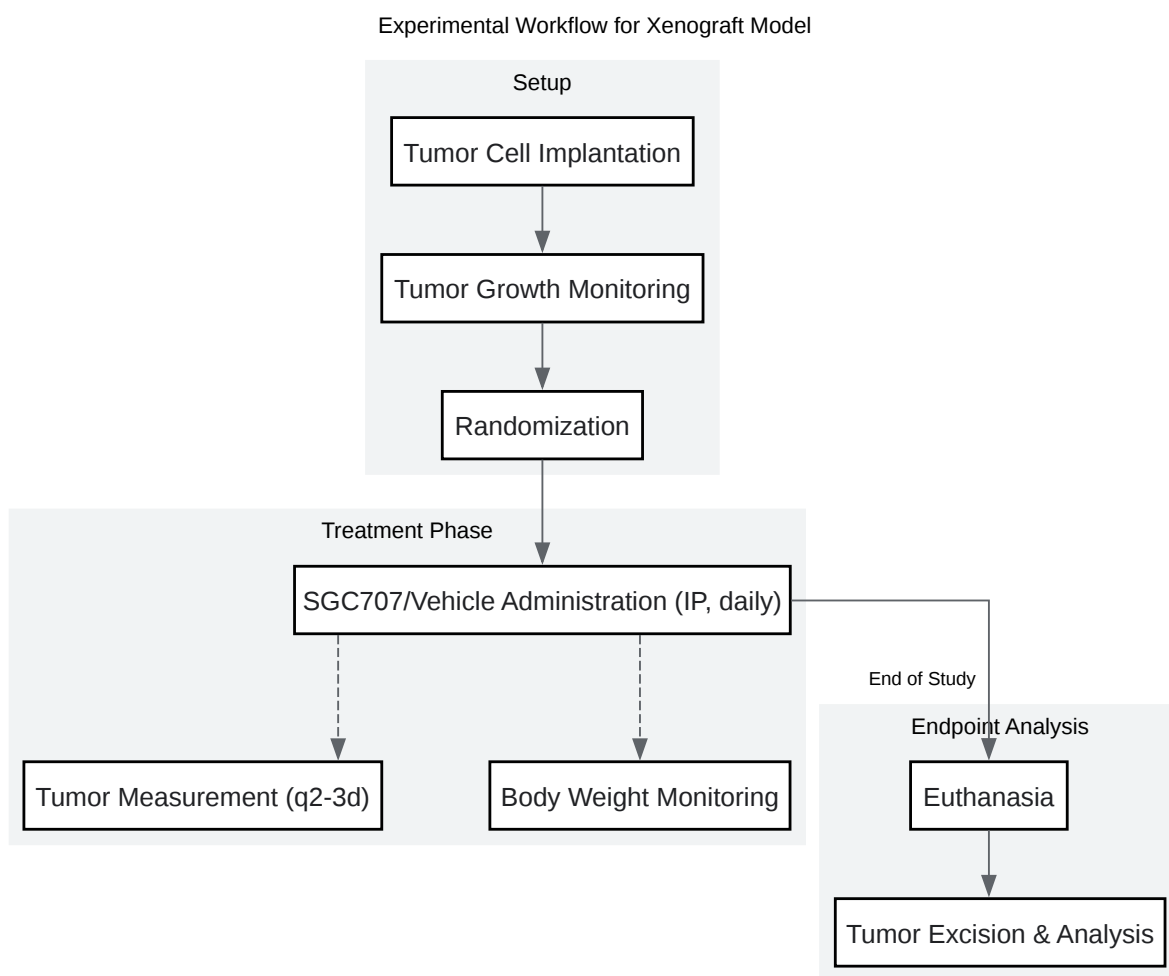 Experimental Workflow for Xenograft Model
Setup
Tumor Cell Implantation
Tumor Growth Monitoring
Randomization
Treatment Phase
SGC707/Vehicle Administration (IP, daily)
End of Study
Endpoint Analysis
Tumor Measurement (q2-3d)
Body Weight Monitoring
Euthanasia
Tumor Excision & Analysis